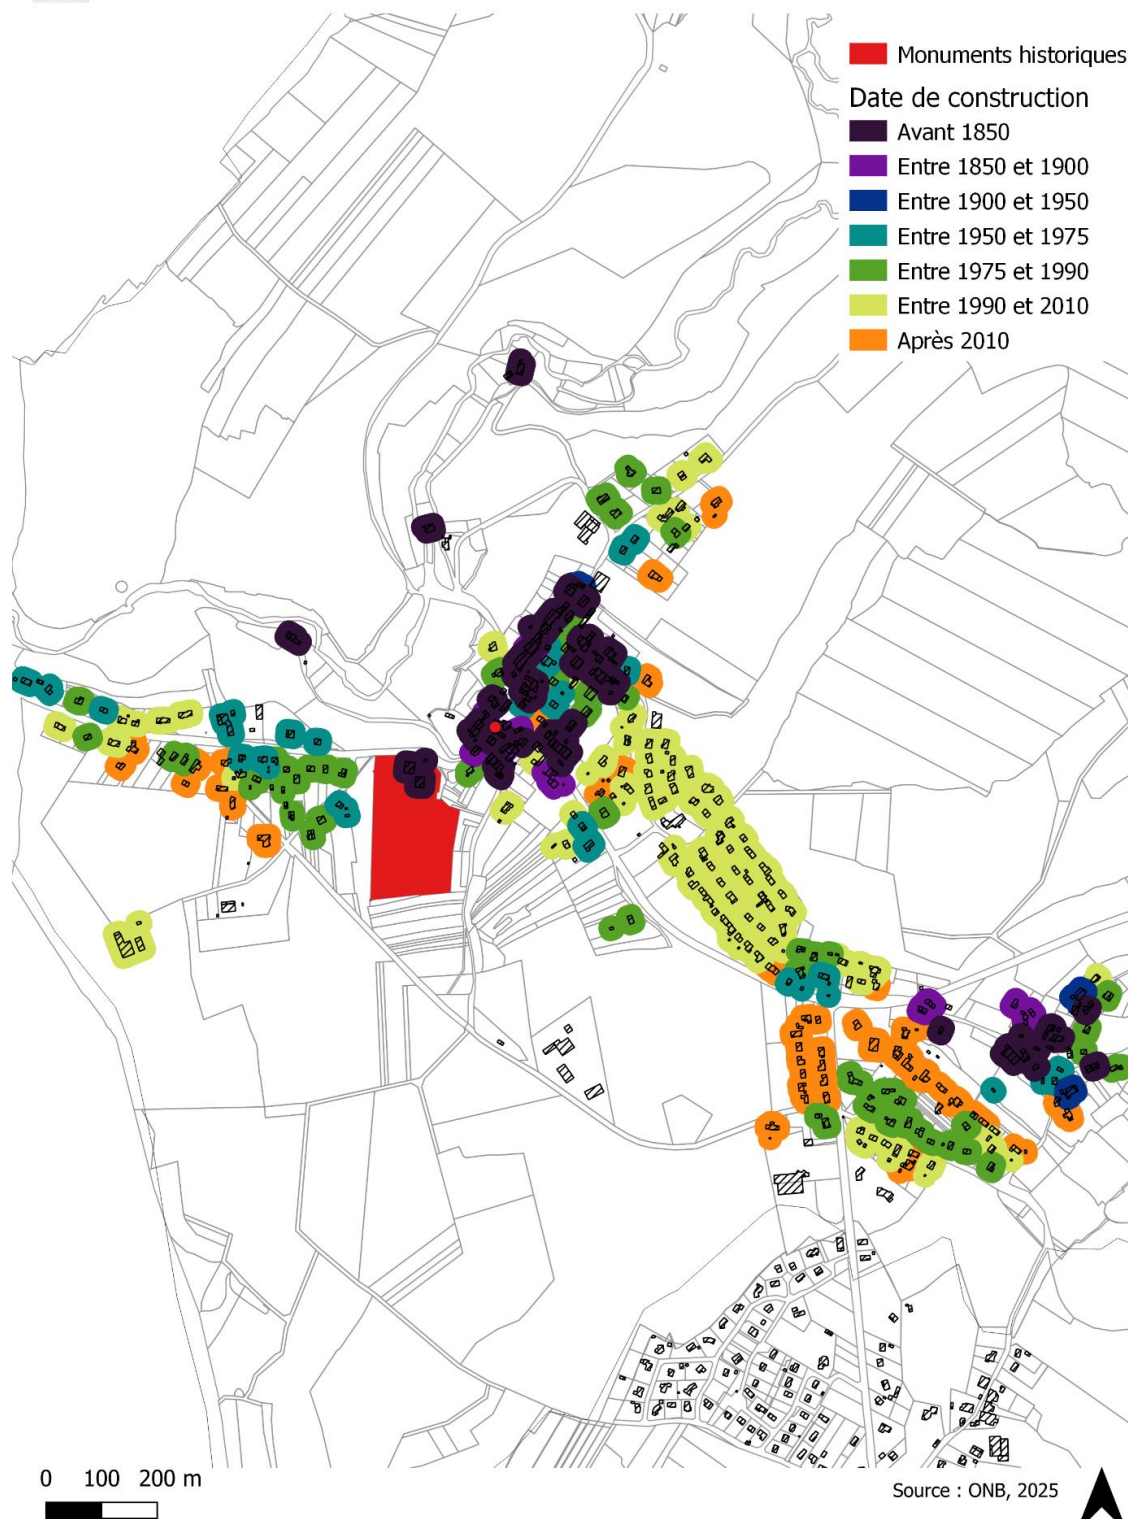 Monuments historiques
Date de construction
Avant 1850
Entre 1850 et 1900
Entre 1900 et 1950
Entre 1950 et 1975
Entre 1975 et 1990
Entre 1990 et 2010
Après 2010
0 100 200 m
Source : ONB, 2025